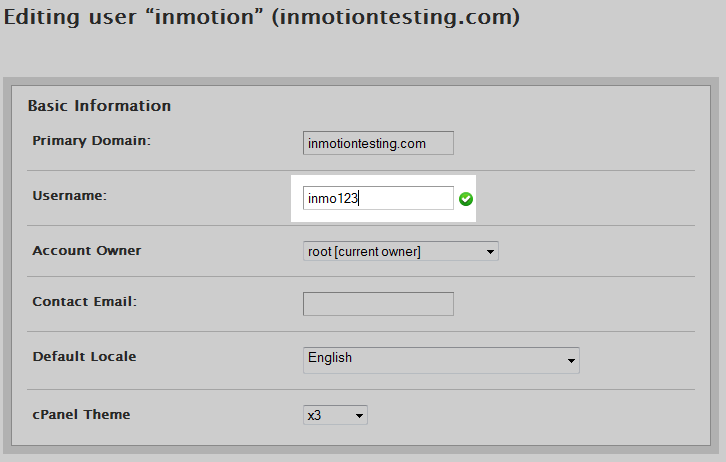 Editing user “inmotion” (inmotiontesting.com)
Basic Information
Primary Domain: inmotiontesting.com
Username: inmo123
Account Owner root [current owner]
Contact Email:
Default Locale English
cPanel Theme x3